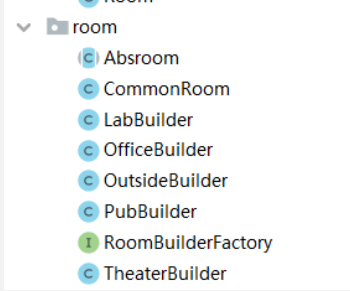 room
Absroom
CommonRoom
LabBuilder
OfficeBuilder
OutsideBuilder
PubBuilder
RoomBuilderFactory
TheaterBuilder